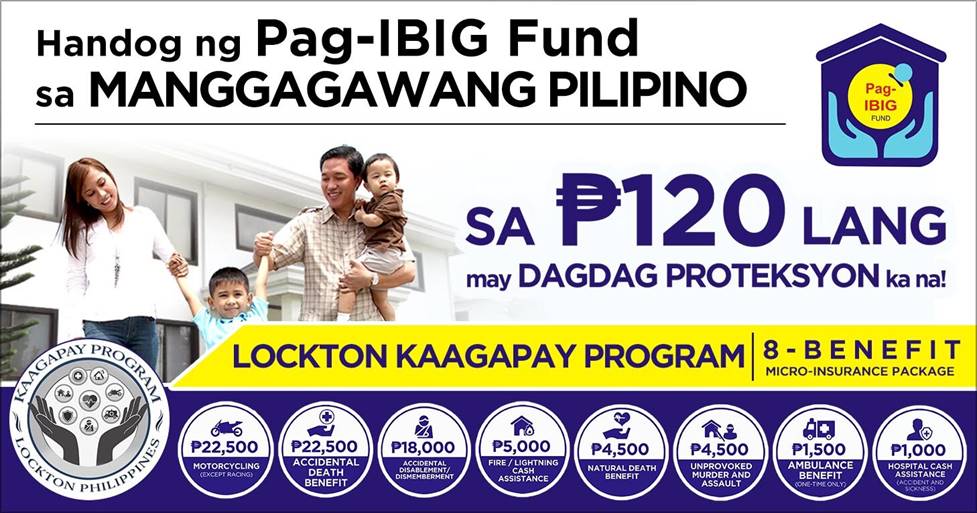 Handog ng Pag-IBIG Fund
sa MANGGAGAWANG PILIPINO
Pag-
IBIG
FUND
SA ₱120 LANG
may DAGDAG PROTEKSYON ka na!
LOCKTON KAAGAPAY PROGRAM
8-BENEFIT
MICRO-INSURANCE PACKAGE
KAAGAPAY PROGRAM
LOCKTON PHILIPPINES
₱22,500
MOTORCYCLING
(EXCEPT RACING)
₱22,500
ACCIDENTAL
DEATH
BENEFIT
₱18,000
ACCIDENTAL
DISABLEMENT/
DISMEMBERMENT
₱5,000
FIRE / LIGHTNING
CASH
ASSISTANCE
₱4,500
NATURAL DEATH
BENEFIT
₱4,500
UNPROVOKED
MURDER AND
ASSAULT
₱1,500
AMBULANCE
BENEFIT
(ONE-TIME ONLY)
₱1,000
HOSPITAL CASH
ASSISTANCE
(ACCIDENT AND
SICKNESS)